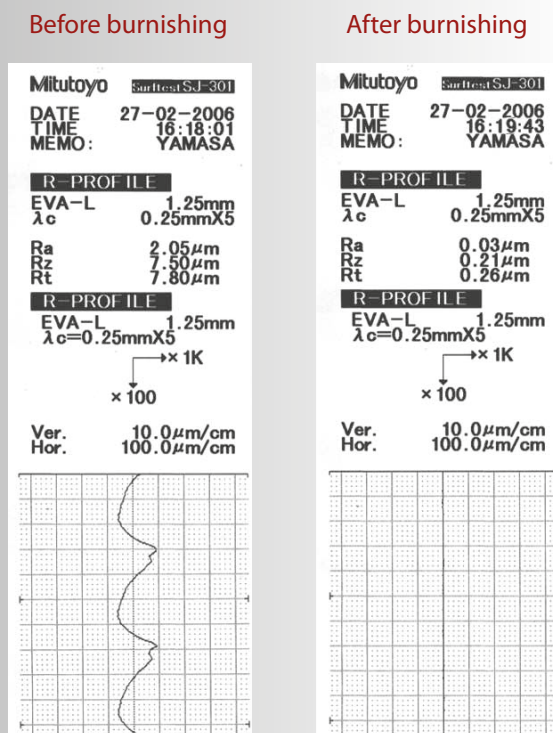 Before burnishing
Mitutoyo Surftest SJ-301
DATE 27-02-2006
TIME 16:18:01
MEMO: YAMASA
R-PROFILE
EVA-L 1.25mm
λc 0.25mmX5
Ra 2.05μm
Rz 7.50μm
Rt 7.80μm
R-PROFILE
EVA-L 1.25mm
λc=0.25mmX5
× 1K
× 100
Ver. 10.0μm/cm
Hor. 100.0μm/cm
After burnishing
Mitutoyo Surftest SJ-301
DATE 27-02-2006
TIME 16:19:43
MEMO: YAMASA
R-PROFILE
EVA-L 1.25mm
λc 0.25mmX5
Ra 0.03μm
Rz 0.21μm
Rt 0.26μm
R-PROFILE
EVA-L 1.25mm
λc=0.25mmX5
× 1K
× 100
Ver. 10.0μm/cm
Hor. 100.0μm/cm